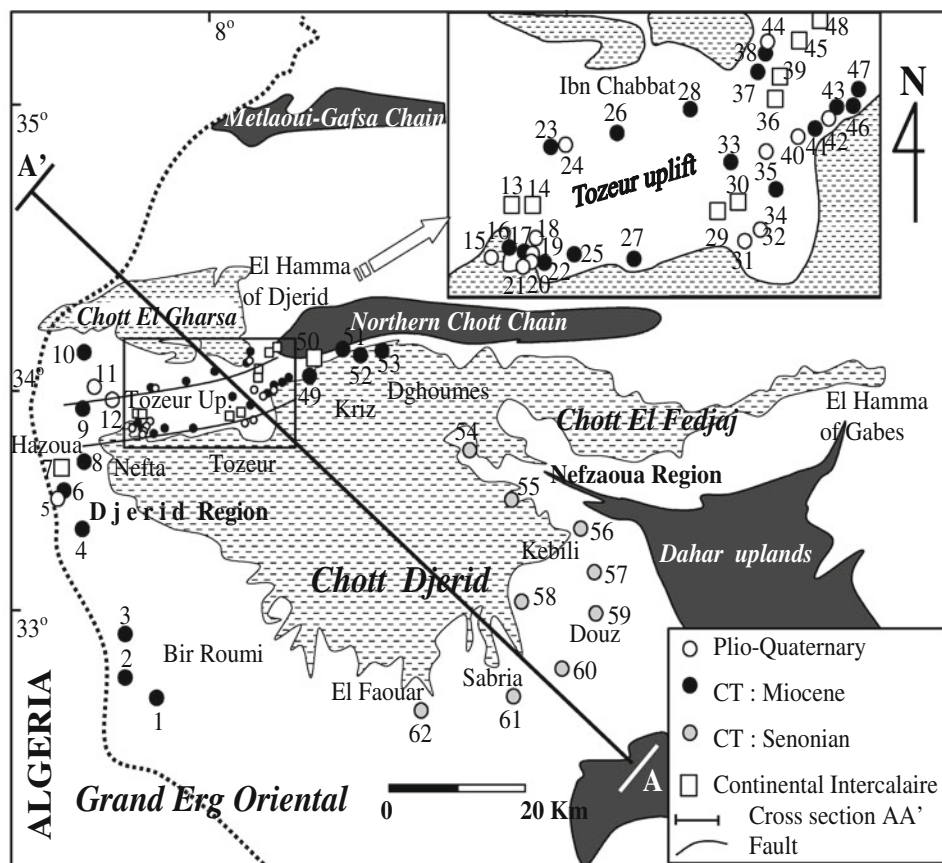 8°
35°
34°
33°
Metlaoui-Gafsa Chain
A'
El Hamma
of Djerid
Chott El Gharsa
Northern Chott Chain
10
11
9
12
Tozeur Up.
50
51
52
53
49
Kriz
Dghoumes
Chott El Fedjaj
El Hamma
of Gabes
Hazoua
7
8
Nefta
Tozeur
54
Nefzaoua Region
5
6
Djerid Region
55
4
56
Kebili
Dahar uplands
Chott Djerid
57
58
59
Douz
3
2
Bir Roumi
1
60
Sabria
El Faouar
61
62
ALGERIA
Grand Erg Oriental
20 Km
A
N
44
48
38
45
39
47
Ibn Chabbat
37
43
28
36
26
46
42
41
23
24
40
33
35
Tozeur uplift
13
14
30
34
29
32
31
18
16
17
15
19
25
27
22
21
20
Plio-Quaternary
CT : Miocene
CT : Senonian
Continental Intercalaire
Cross section AA’
Fault